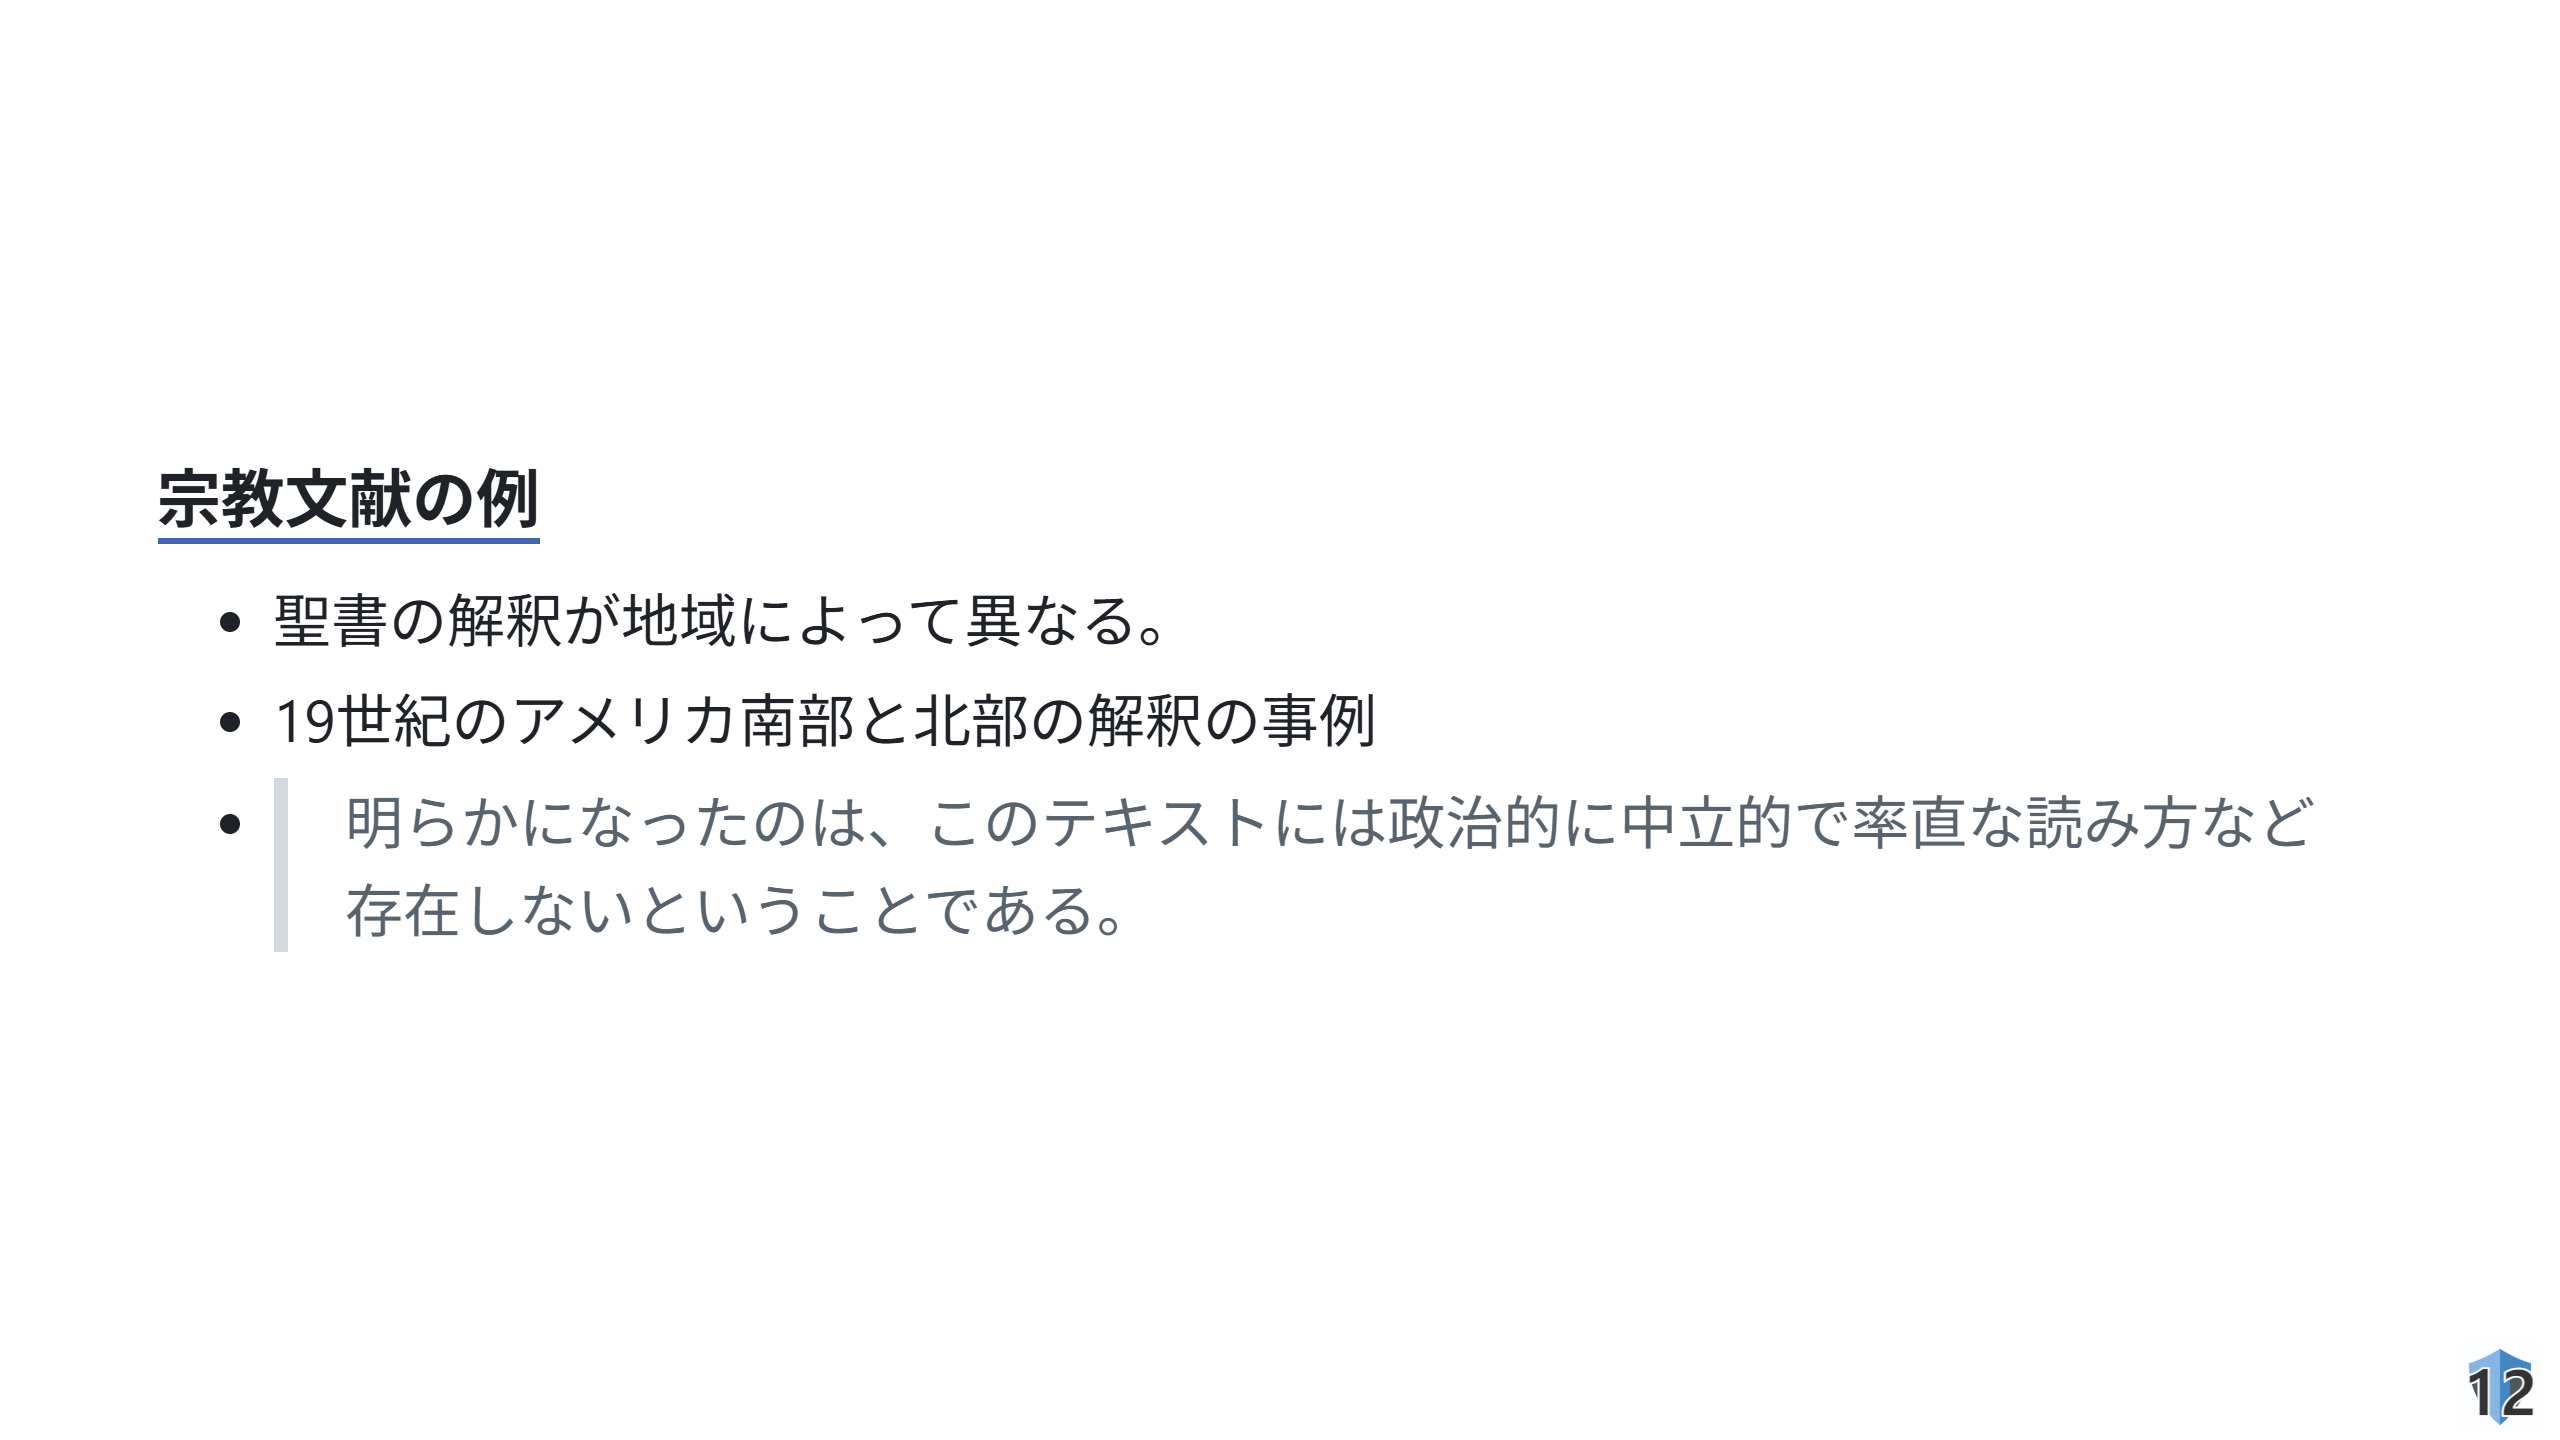 宗教文献の例
聖書の解釈が地域によって異なる。
19世紀のアメリカ南部と北部の解釈の事例
明らかになったのは、このテキストには政治的に中立的で率直な読み方など
存在しないということである。
12